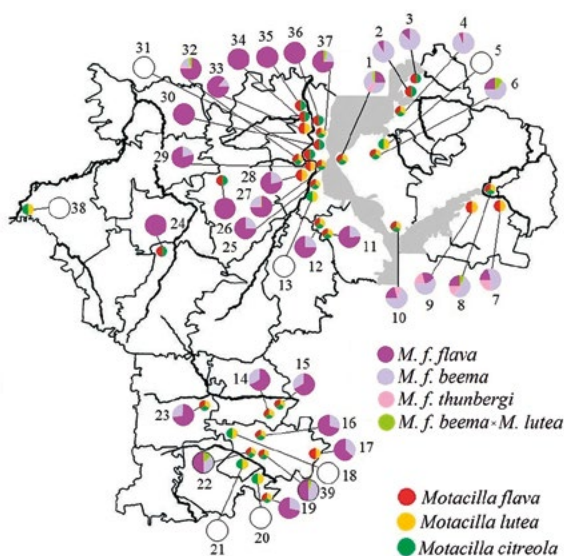 31 32 34 35 36 37 2 3 4
33 1 5
30 6
29
28
27
38 24 26
25 11
12
13 10 9 8 7
M. f. flava
M. f. beema
M. f. thunbergi
M. f. beema×M. lutea
14 15
23 16
17
18
22 39
19
21 20
Motacilla flava
Motacilla lutea
Motacilla citreola